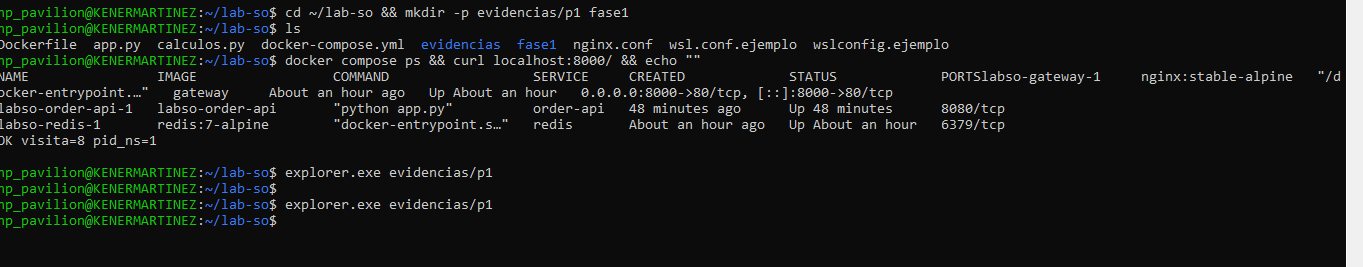 hp_pavilion@KENERMARTINEZ:~/lab-so$ cd ~/lab-so && mkdir -p evidencias/p1 fase1
hp_pavilion@KENERMARTINEZ:~/lab-so$ ls
Dockerfile  app.py  calculos.py  docker-compose.yml  evidencias  fase1  nginx.conf  wsl.conf.ejemplo  wslconfig.ejemplo
hp_pavilion@KENERMARTINEZ:~/lab-so$ docker compose ps && curl localhost:8000/ && echo ""
NAME                IMAGE               COMMAND                  SERVICE     CREATED             STATUS             PORTSlabso-gateway-1     nginx:stable-alpine   "/d
ocker-entrypoint.…"   gateway     About an hour ago   Up About an hour   0.0.0.0:8000->80/tcp, [::]:8000->80/tcp
labso-order-api-1   labso-order-api     "python app.py"          order-api   48 minutes ago      Up 48 minutes      8080/tcp
labso-redis-1       redis:7-alpine      "docker-entrypoint.s…"   redis       About an hour ago   Up About an hour   6379/tcp
OK visita=8 pid_ns=1
hp_pavilion@KENERMARTINEZ:~/lab-so$ explorer.exe evidencias/p1
hp_pavilion@KENERMARTINEZ:~/lab-so$
hp_pavilion@KENERMARTINEZ:~/lab-so$ explorer.exe evidencias/p1
hp_pavilion@KENERMARTINEZ:~/lab-so$